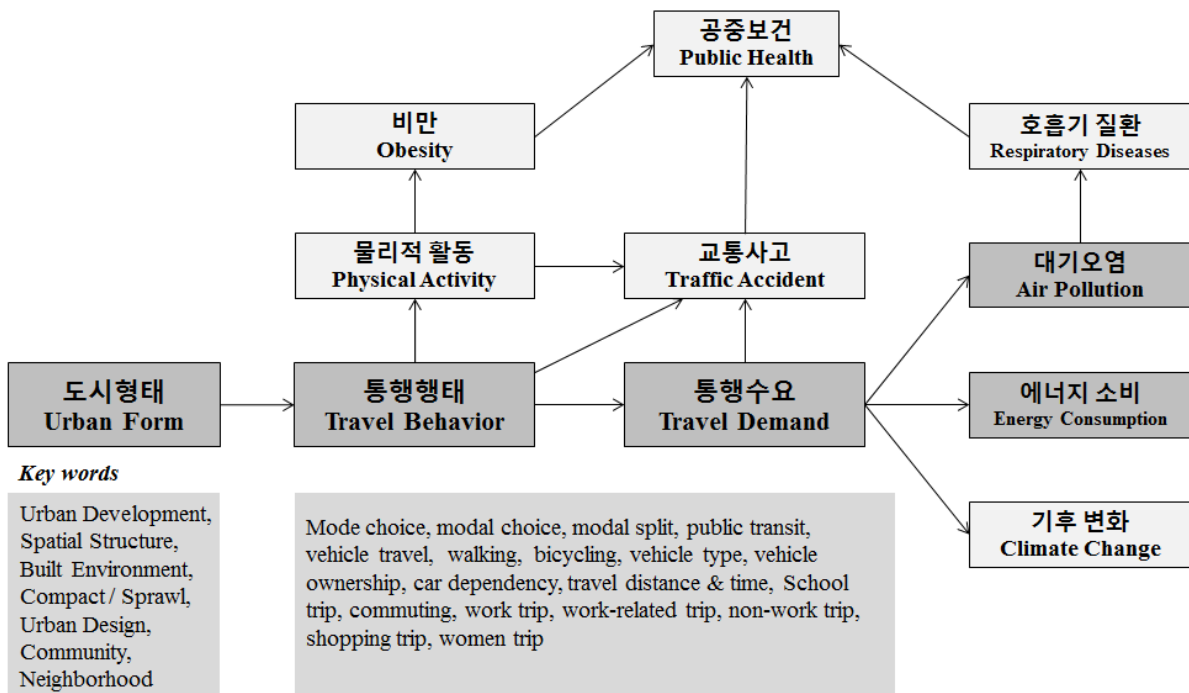 공중보건
Public Health
비만
Obesity
호흡기 질환
Respiratory Diseases
물리적 활동
Physical Activity
교통사고
Traffic Accident
대기오염
Air Pollution
도시형태
Urban Form
통행행태
Travel Behavior
통행수요
Travel Demand
에너지 소비
Energy Consumption
기후 변화
Climate Change
Key words
Urban Development,
Spatial Structure,
Built Environment,
Compact / Sprawl,
Urban Design,
Community,
Neighborhood
Mode choice, modal choice, modal split, public transit,
vehicle travel, walking, bicycling, vehicle type, vehicle
ownership, car dependency, travel distance & time, School
trip, commuting, work trip, work-related trip, non-work trip,
shopping trip, women trip